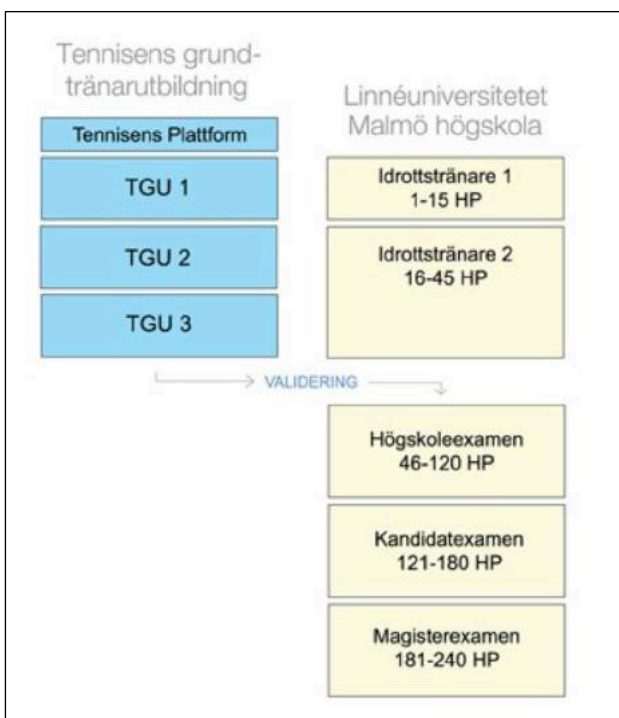 Tennisens grund-
tränarutbildning
Tennisens Plattform
TGU 1
TGU 2
TGU 3
Linnéuniversitetet
Malmö högskola
Idrottstränare 1
1-15 HP
Idrottstränare 2
16-45 HP
VALIDERING
Högskoleexamen
46-120 HP
Kandidatexamen
121-180 HP
Magisterexamen
181-240 HP